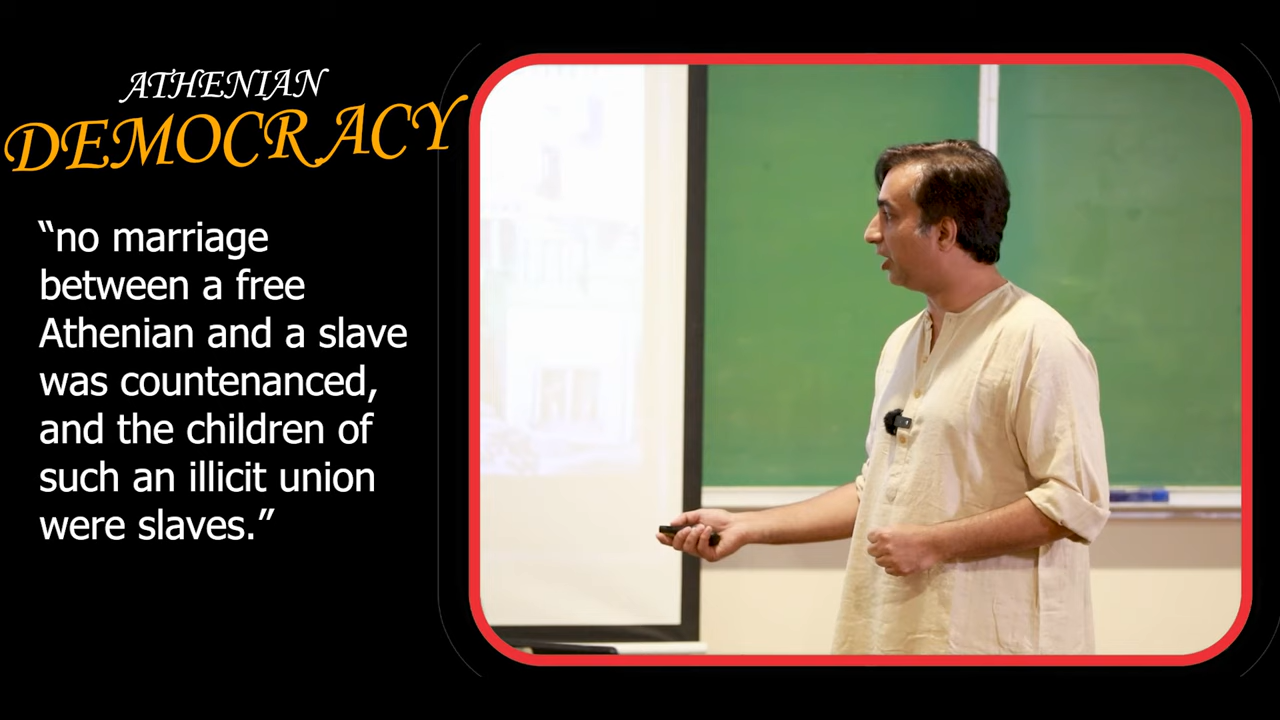 ATHENIAN
DEMOCRACY
“no marriage
between a free
Athenian and a slave
was countenanced,
and the children of
such an illicit union
were slaves.”